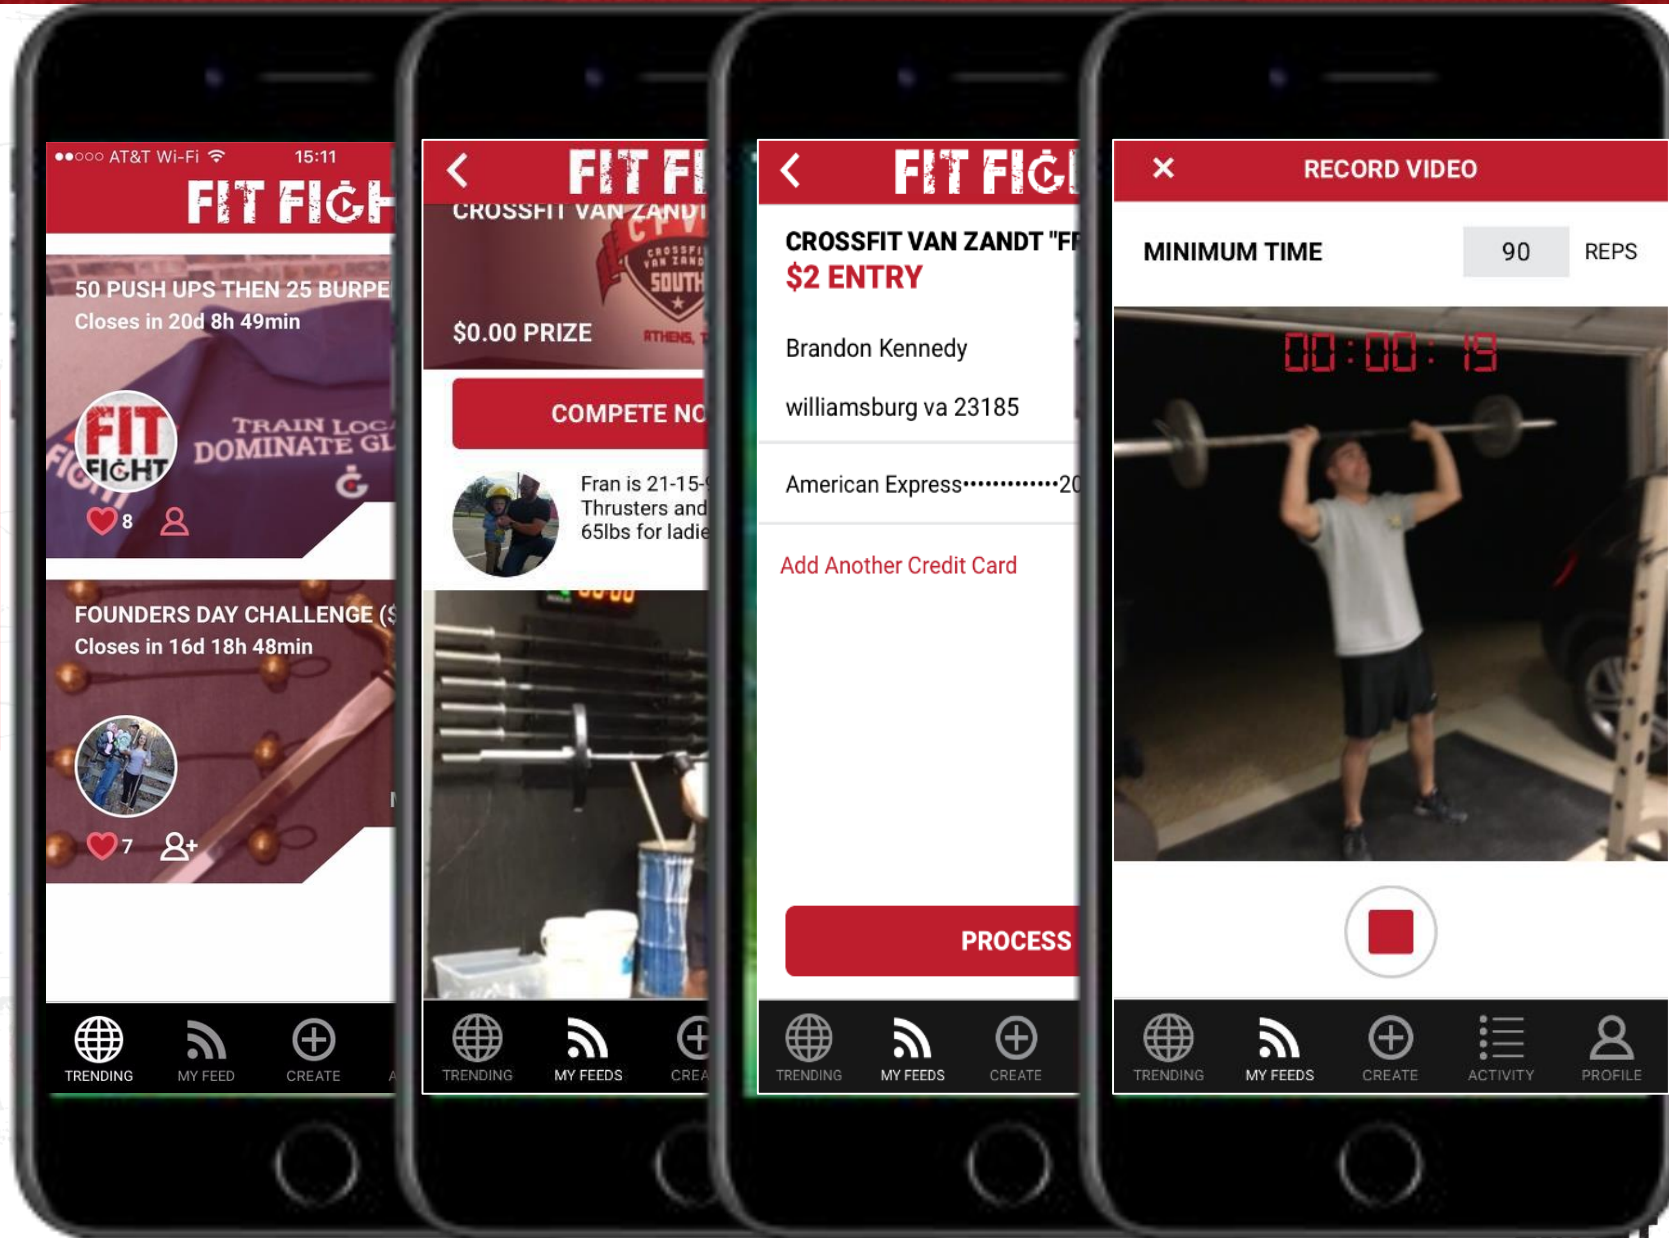 AT&T Wi-Fi 15:11
FIT FIGH
50 PUSH UPS THEN 25 BURPE
Closes in 20d 8h 49min
TRAIN LOCA
DOMINATE GL
FIT
FIGHT
8
FOUNDERS DAY CHALLENGE ($
Closes in 16d 18h 48min
7
TRENDING MY FEED CREATE A
FIT FI
CROSSFIT VAN ZANDT
CROSSFIT
VAN ZAND
SOUTH
ATHENS, T
$0.00 PRIZE
COMPETE NO
Fran is 21-15-9
Thrusters and
65lbs for ladie
00:00
TRENDING MY FEEDS CREA
FIT FIGH
CROSSFIT VAN ZANDT "FR
$2 ENTRY
Brandon Kennedy
williamsburg va 23185
American Express•••••••••••••20
Add Another Credit Card
PROCESS
TRENDING MY FEEDS CREATE
RECORD VIDEO
MINIMUM TIME 90 REPS
00:00:19
TRENDING MY FEEDS CREATE ACTIVITY PROFILE